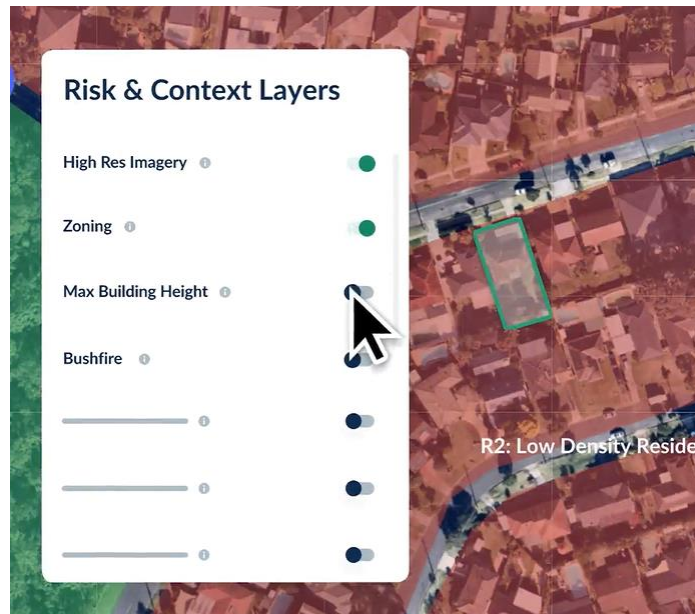 Risk & Context Layers
High Res Imagery
Zoning
Max Building Height
Bushfire
R2: Low Density Reside